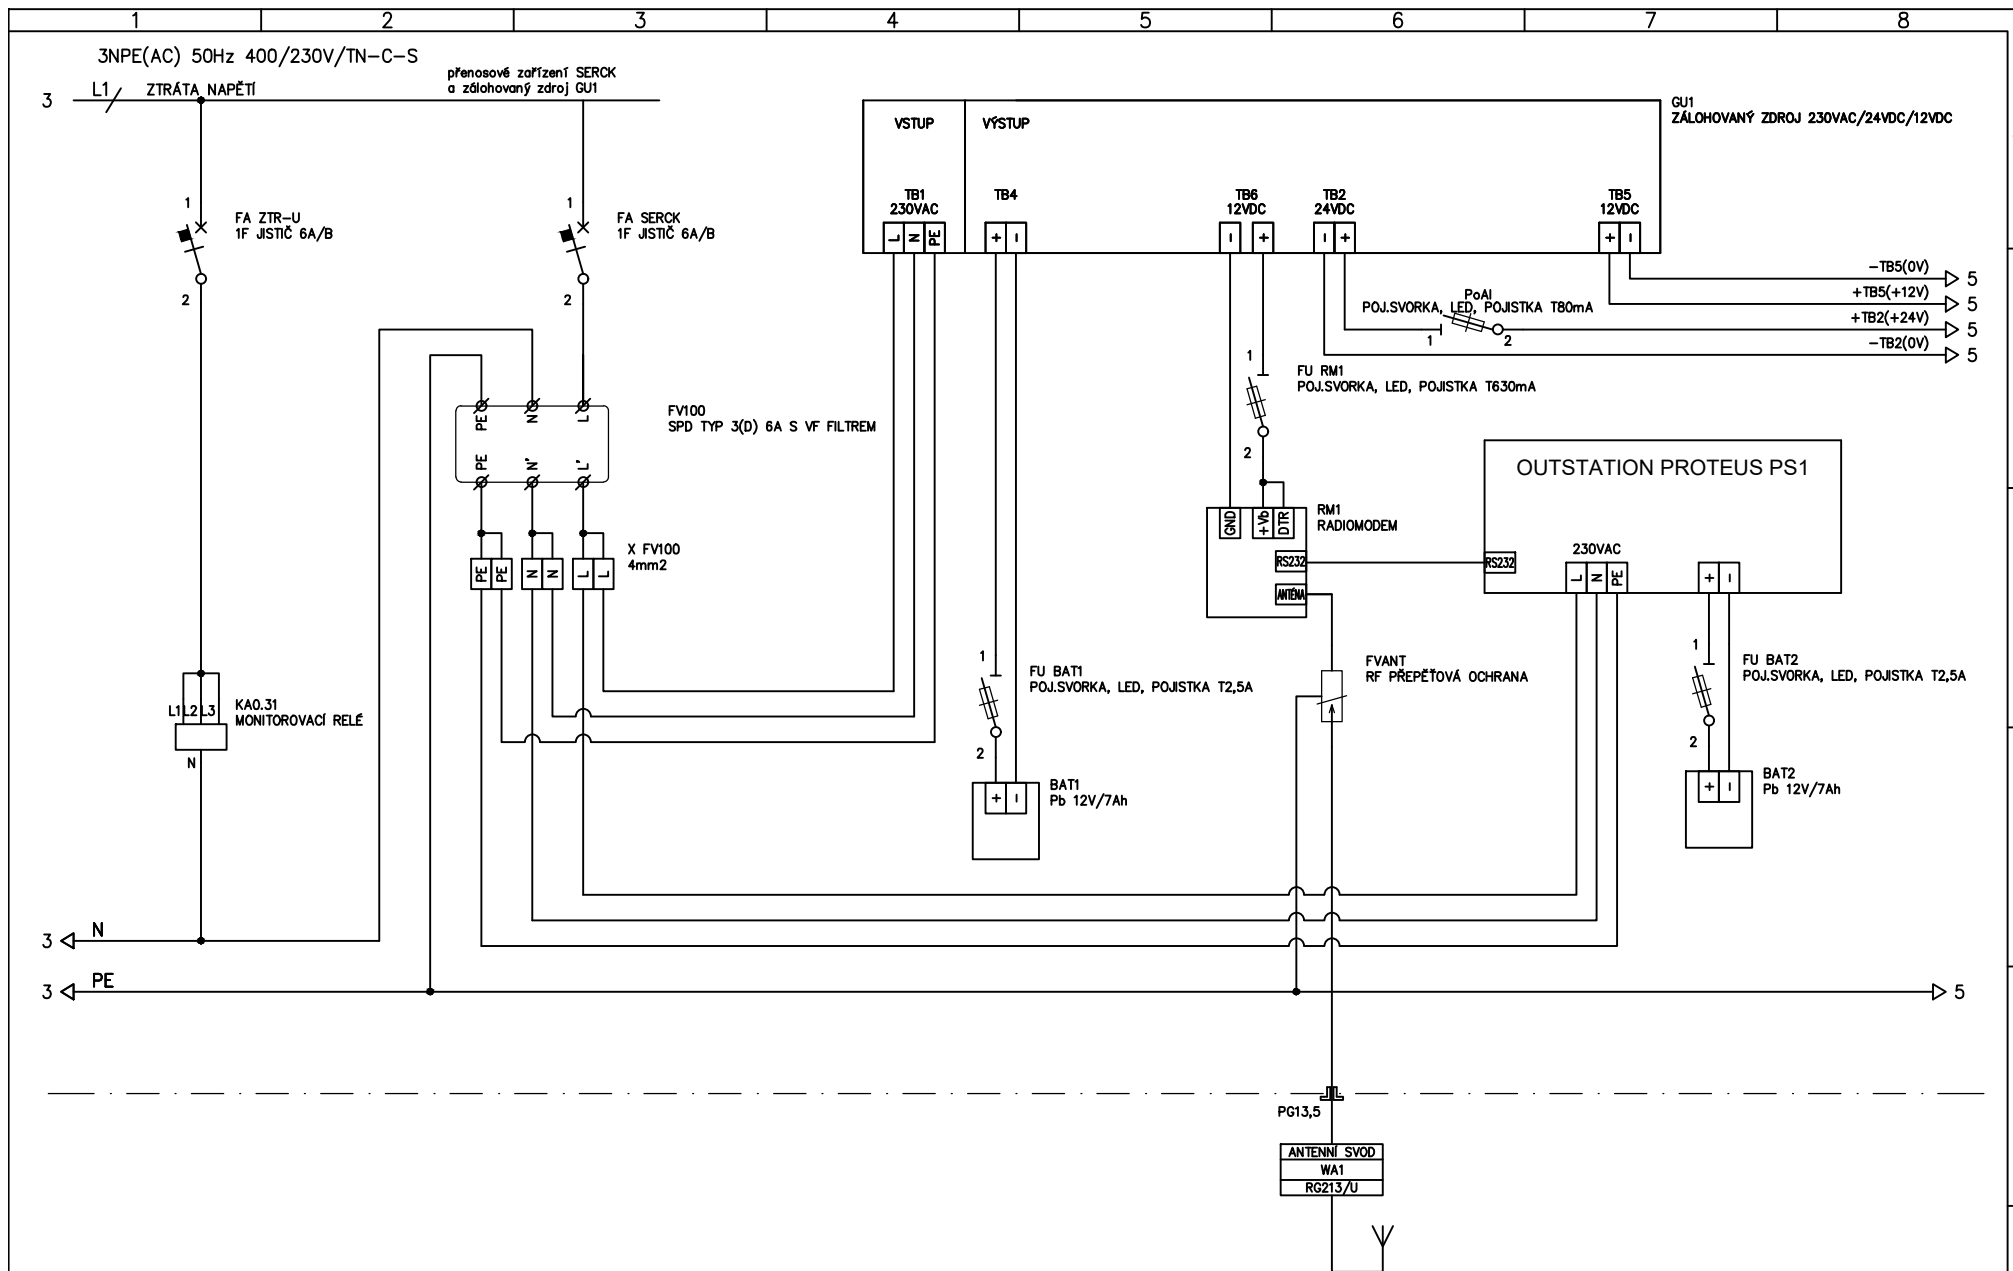 1 2 3 4 5 6 7 8
3NPE(AC) 50Hz 400/230V/TN-C-S
3 L1 ZTRÁTA NAPĚTÍ
přenosové zařízení SERCK
a zálohovaný zdroj GU1
1
FA ZTR-U
1F JISTIČ 6A/B
2
1
FA SERCK
1F JISTIČ 6A/B
2
GU1
ZÁLOHOVANÝ ZDROJ 230VAC/24VDC/12VDC
VSTUP VÝSTUP
TB1
230VAC
L N PE
TB4
+ -
TB6
12VDC
- +
TB2
24VDC
- +
TB5
12VDC
+ -
-TB5(0V) 5
+TB5(+12V) 5
+TB2(+24V) 5
-TB2(0V) 5
PoAI
POJ.SVORKA, LED, POJISTKA T80mA
1 2
1
FU RM1
POJ.SVORKA, LED, POJISTKA T630mA
2
PE N L
PE N' L'
FV100
SPD TYP 3(D) 6A S VF FILTREM
PE PE N N L L
X FV100
4mm2
GND +Vb DTR
RS232
ANTÉNA
RM1
RADIOMODEM
OUTSTATION PROTEUS PS1
RS232
230VAC
L N PE
+ -
L1 L2 L3
N
KA0.31
MONITOROVACÍ RELÉ
1
FU BAT1
POJ.SVORKA, LED, POJISTKA T2,5A
2
+ -
BAT1
Pb 12V/7Ah
FVANT
RF PŘEPĚŤOVÁ OCHRANA
1
FU BAT2
POJ.SVORKA, LED, POJISTKA T2,5A
2
+ -
BAT2
Pb 12V/7Ah
3 N
3 PE 5
PG13,5
ANTENNÍ SVOD
WA1
RG213/U